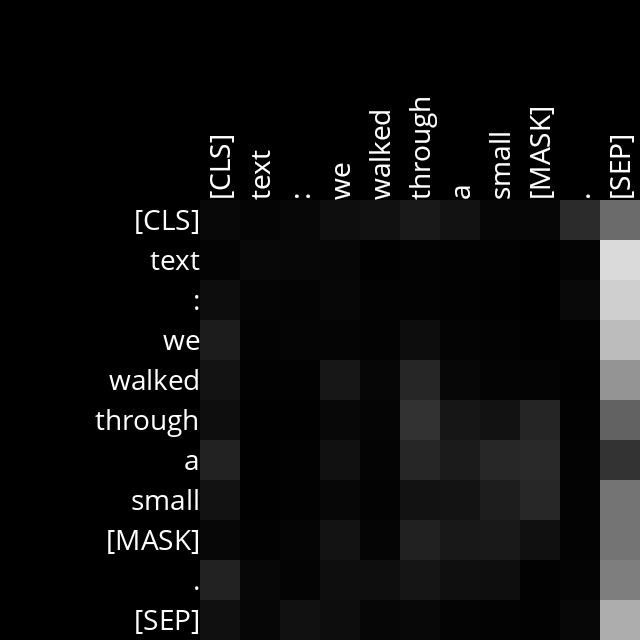 [CLS] text : we walked through a small [MASK] . [SEP]
[CLS]
text
:
we
walked
through
a
small
[MASK]
.
[SEP]